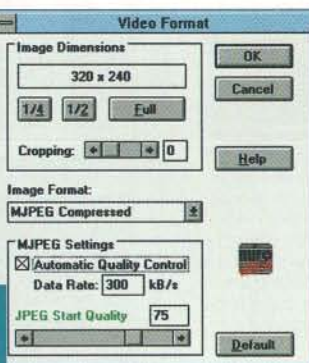 Video Format
Image Dimensions
320 x 240
1/4 1/2 Full
Cropping: 0
OK
Cancel
Help
Image Format:
MJPEG Compressed
MJPEG Settings
Automatic Quality Control
Data Rate: 300 kB/s
JPEG Start Quality 75
Default